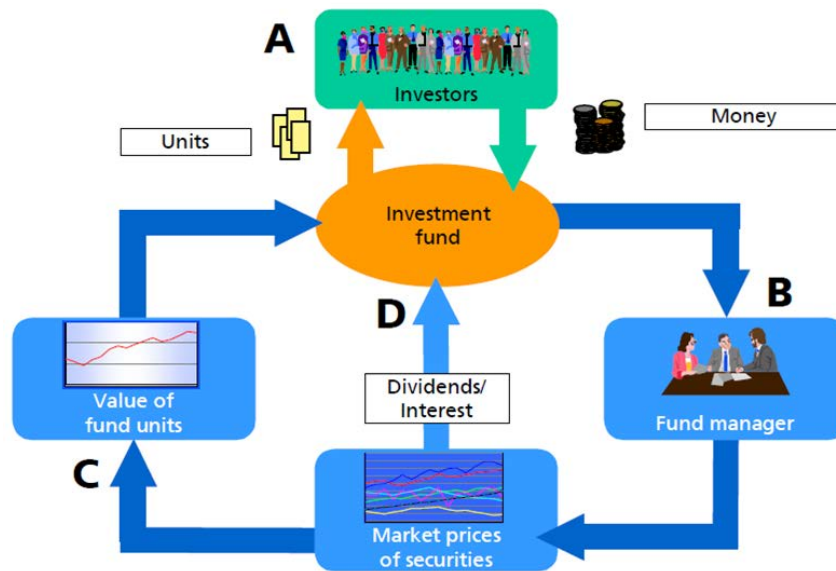 A
Investors
Units
Money
Investment
fund
B
D
Dividends/
Interest
Value of
fund units
Fund manager
C
Market prices
of securities